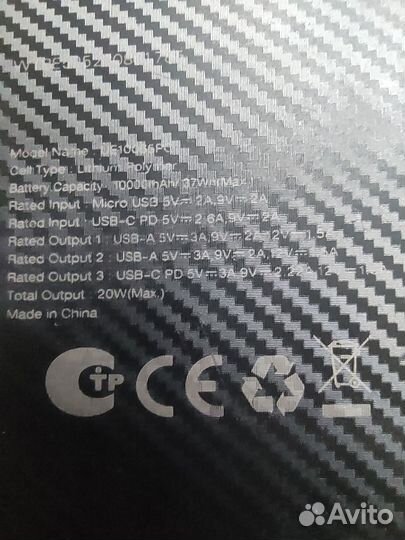 Model Name :
Cell Type : Lithium Polymer
Battery Capacity : 10000mAh/ 37Wh(Max.)
Rated Input : Micro USB 5V⎓2A,9V⎓2A
Rated Input : USB-C PD 5V⎓2.6A,9V⎓2A
Rated Output 1 : USB-A 5V⎓3A,9V⎓2A,12V⎓1.5A
Rated Output 2 : USB-A 5V⎓3A,9V⎓2A,12V⎓
Rated Output 3 : USB-C PD 5V⎓3A,9V⎓2.22A,
Total Output : 20W(Max.)
Made in China
СТР CE
Avito